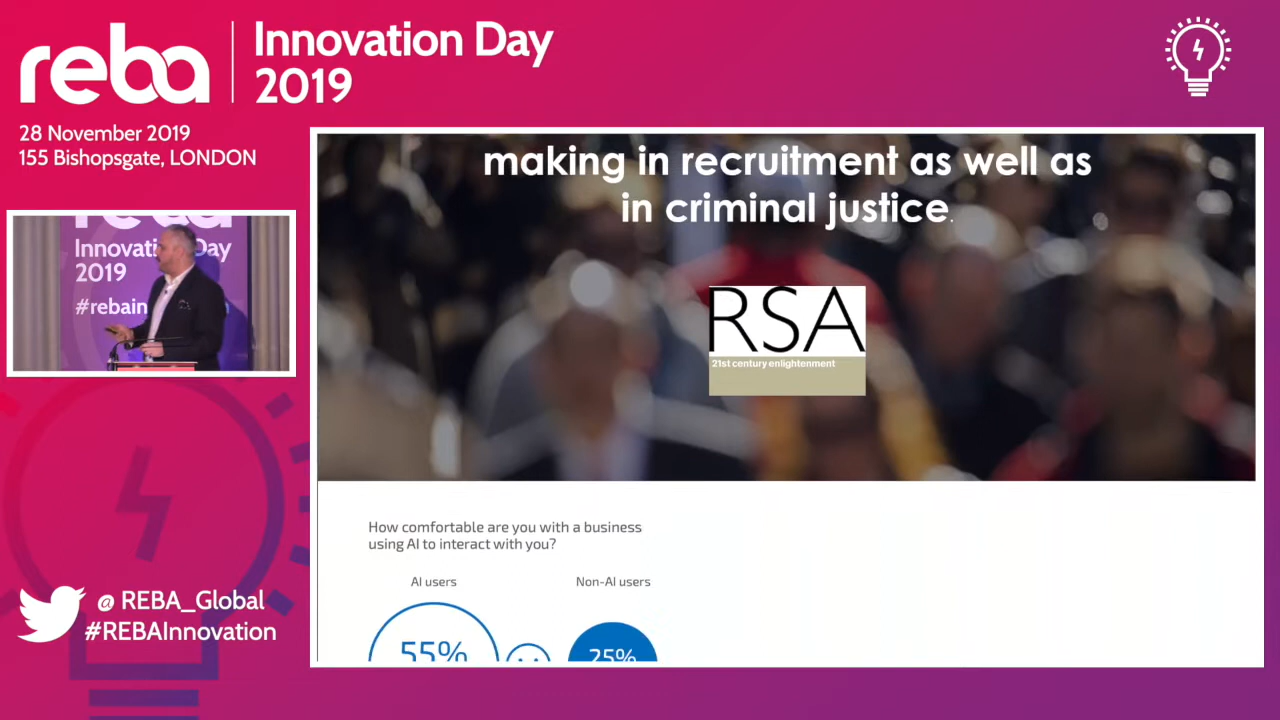 reba
Innovation Day
2019
28 November 2019
155 Bishopsgate, LONDON
Innovati Day
2019
#rebain
@ REBA_Global
#REBAInnovation
making in recruitment as well as
in criminal justice.
RSA
21st century enlightenment
How comfortable are you with a business
using AI to interact with you?
AI users
Non-AI users
55%
25%